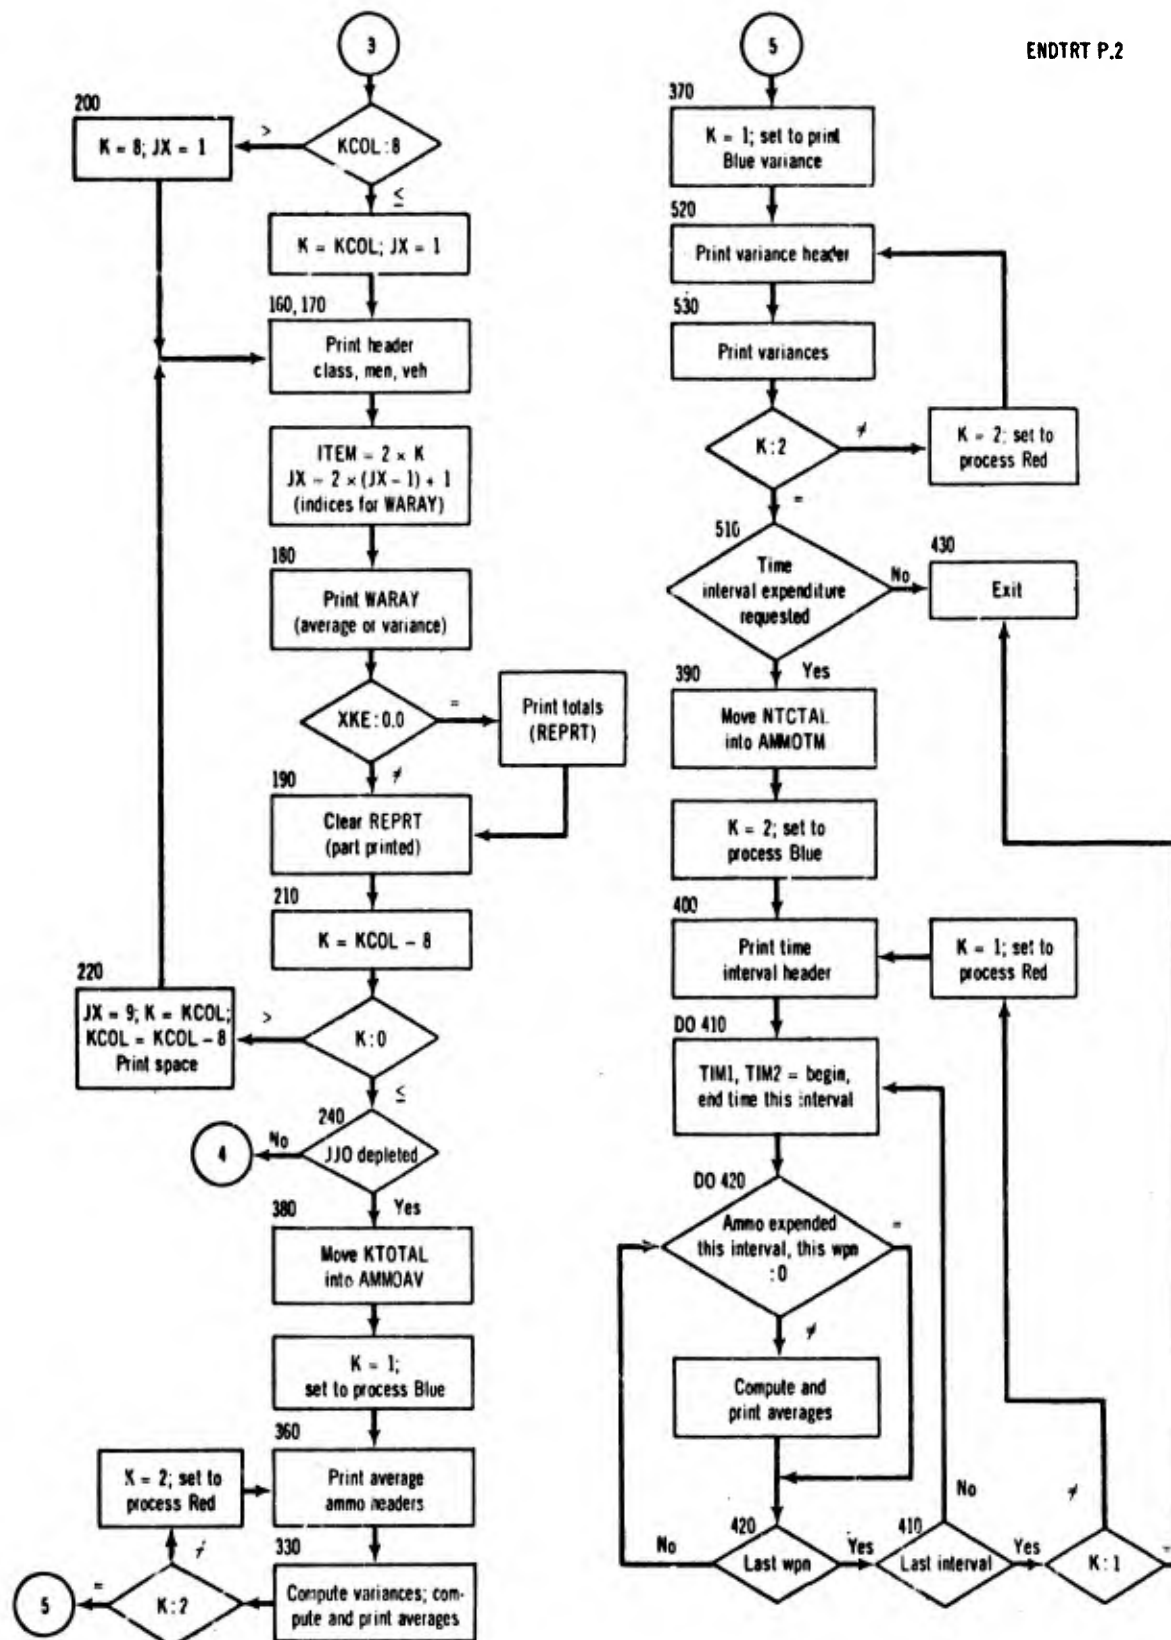 ENDTRT P.2
3
KCOL : 8
>
200
K = 8; JX = 1
≤
K = KCOL; JX = 1
160, 170
Print header
class, men, veh
ITEM = 2 × K
JX = 2 × (JX - 1) + 1
(indices for WARAY)
180
Print WARAY
(average or variance)
XKE : 0.0
=
Print totals
(REPRT)
≠
190
Clear REPRT
(part printed)
210
K = KCOL - 8
220
JX = 9; K = KCOL;
KCOL = KCOL - 8
Print space
>
K : 0
≤
240
JJO depleted
No
4
Yes
380
Move KTOTAL
into AMMOAV
K = 1;
set to process Blue
360
Print average
ammo headers
K = 2; set to
process Red
330
Compute variances; com-
pute and print averages
≠
K : 2
=
5
5
370
K = 1; set to print
Blue variance
520
Print variance header
530
Print variances
K : 2
≠
K = 2; set to
process Red
=
510
Time
interval expenditure
requested
No
430
Exit
Yes
390
Move NTCTAL
into AMMOTM
K = 2; set to
process Blue
400
Print time
interval header
K = 1; set to
process Red
DO 410
TIM1, TIM2 = begin,
end time this interval
DO 420
Ammo expended
this interval, this wpn
: 0
=
≠
Compute and
print averages
420
Last wpn
No
Yes
410
Last interval
No
Yes
K : 1
≠
=